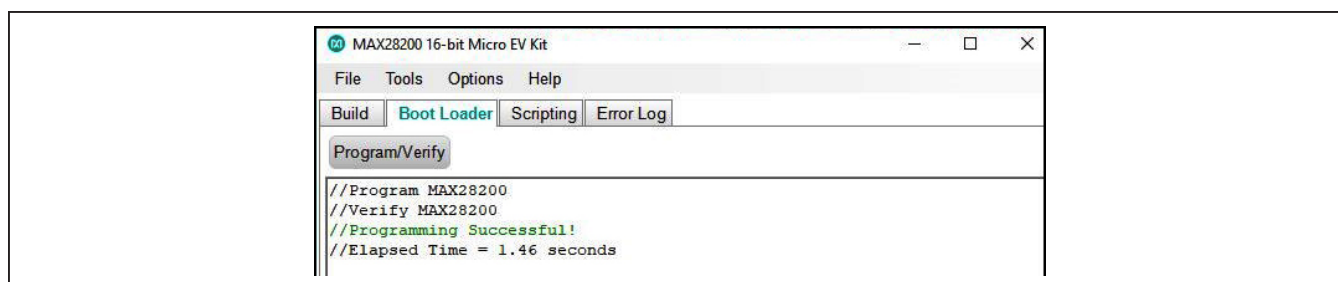 MAX28200 16-bit Micro EV Kit
File Tools Options Help
Build Boot Loader Scripting Error Log
Program/Verify
//Program MAX28200
//Verify MAX28200
//Programming Successful!
//Elapsed Time = 1.46 seconds